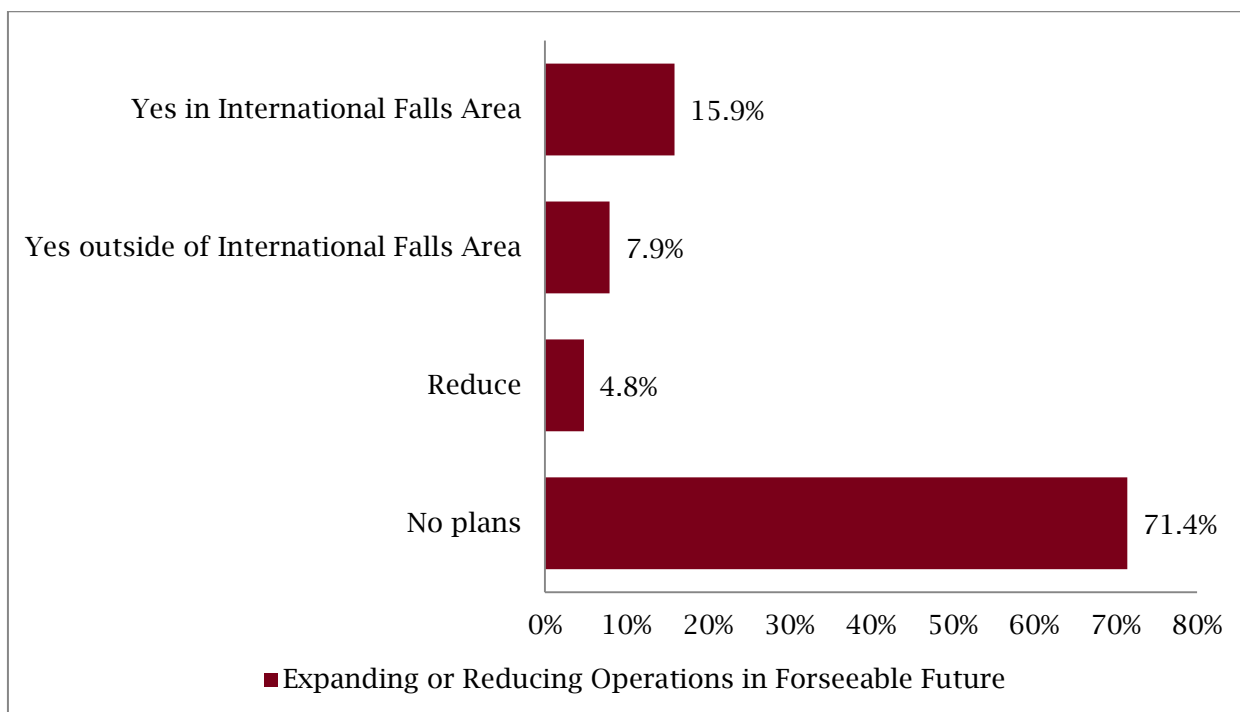 Yes in International Falls Area
15.9%
Yes outside of International Falls Area
7.9%
Reduce
4.8%
No plans
71.4%
0% 10% 20% 30% 40% 50% 60% 70% 80%
Expanding or Reducing Operations in Forseeable Future